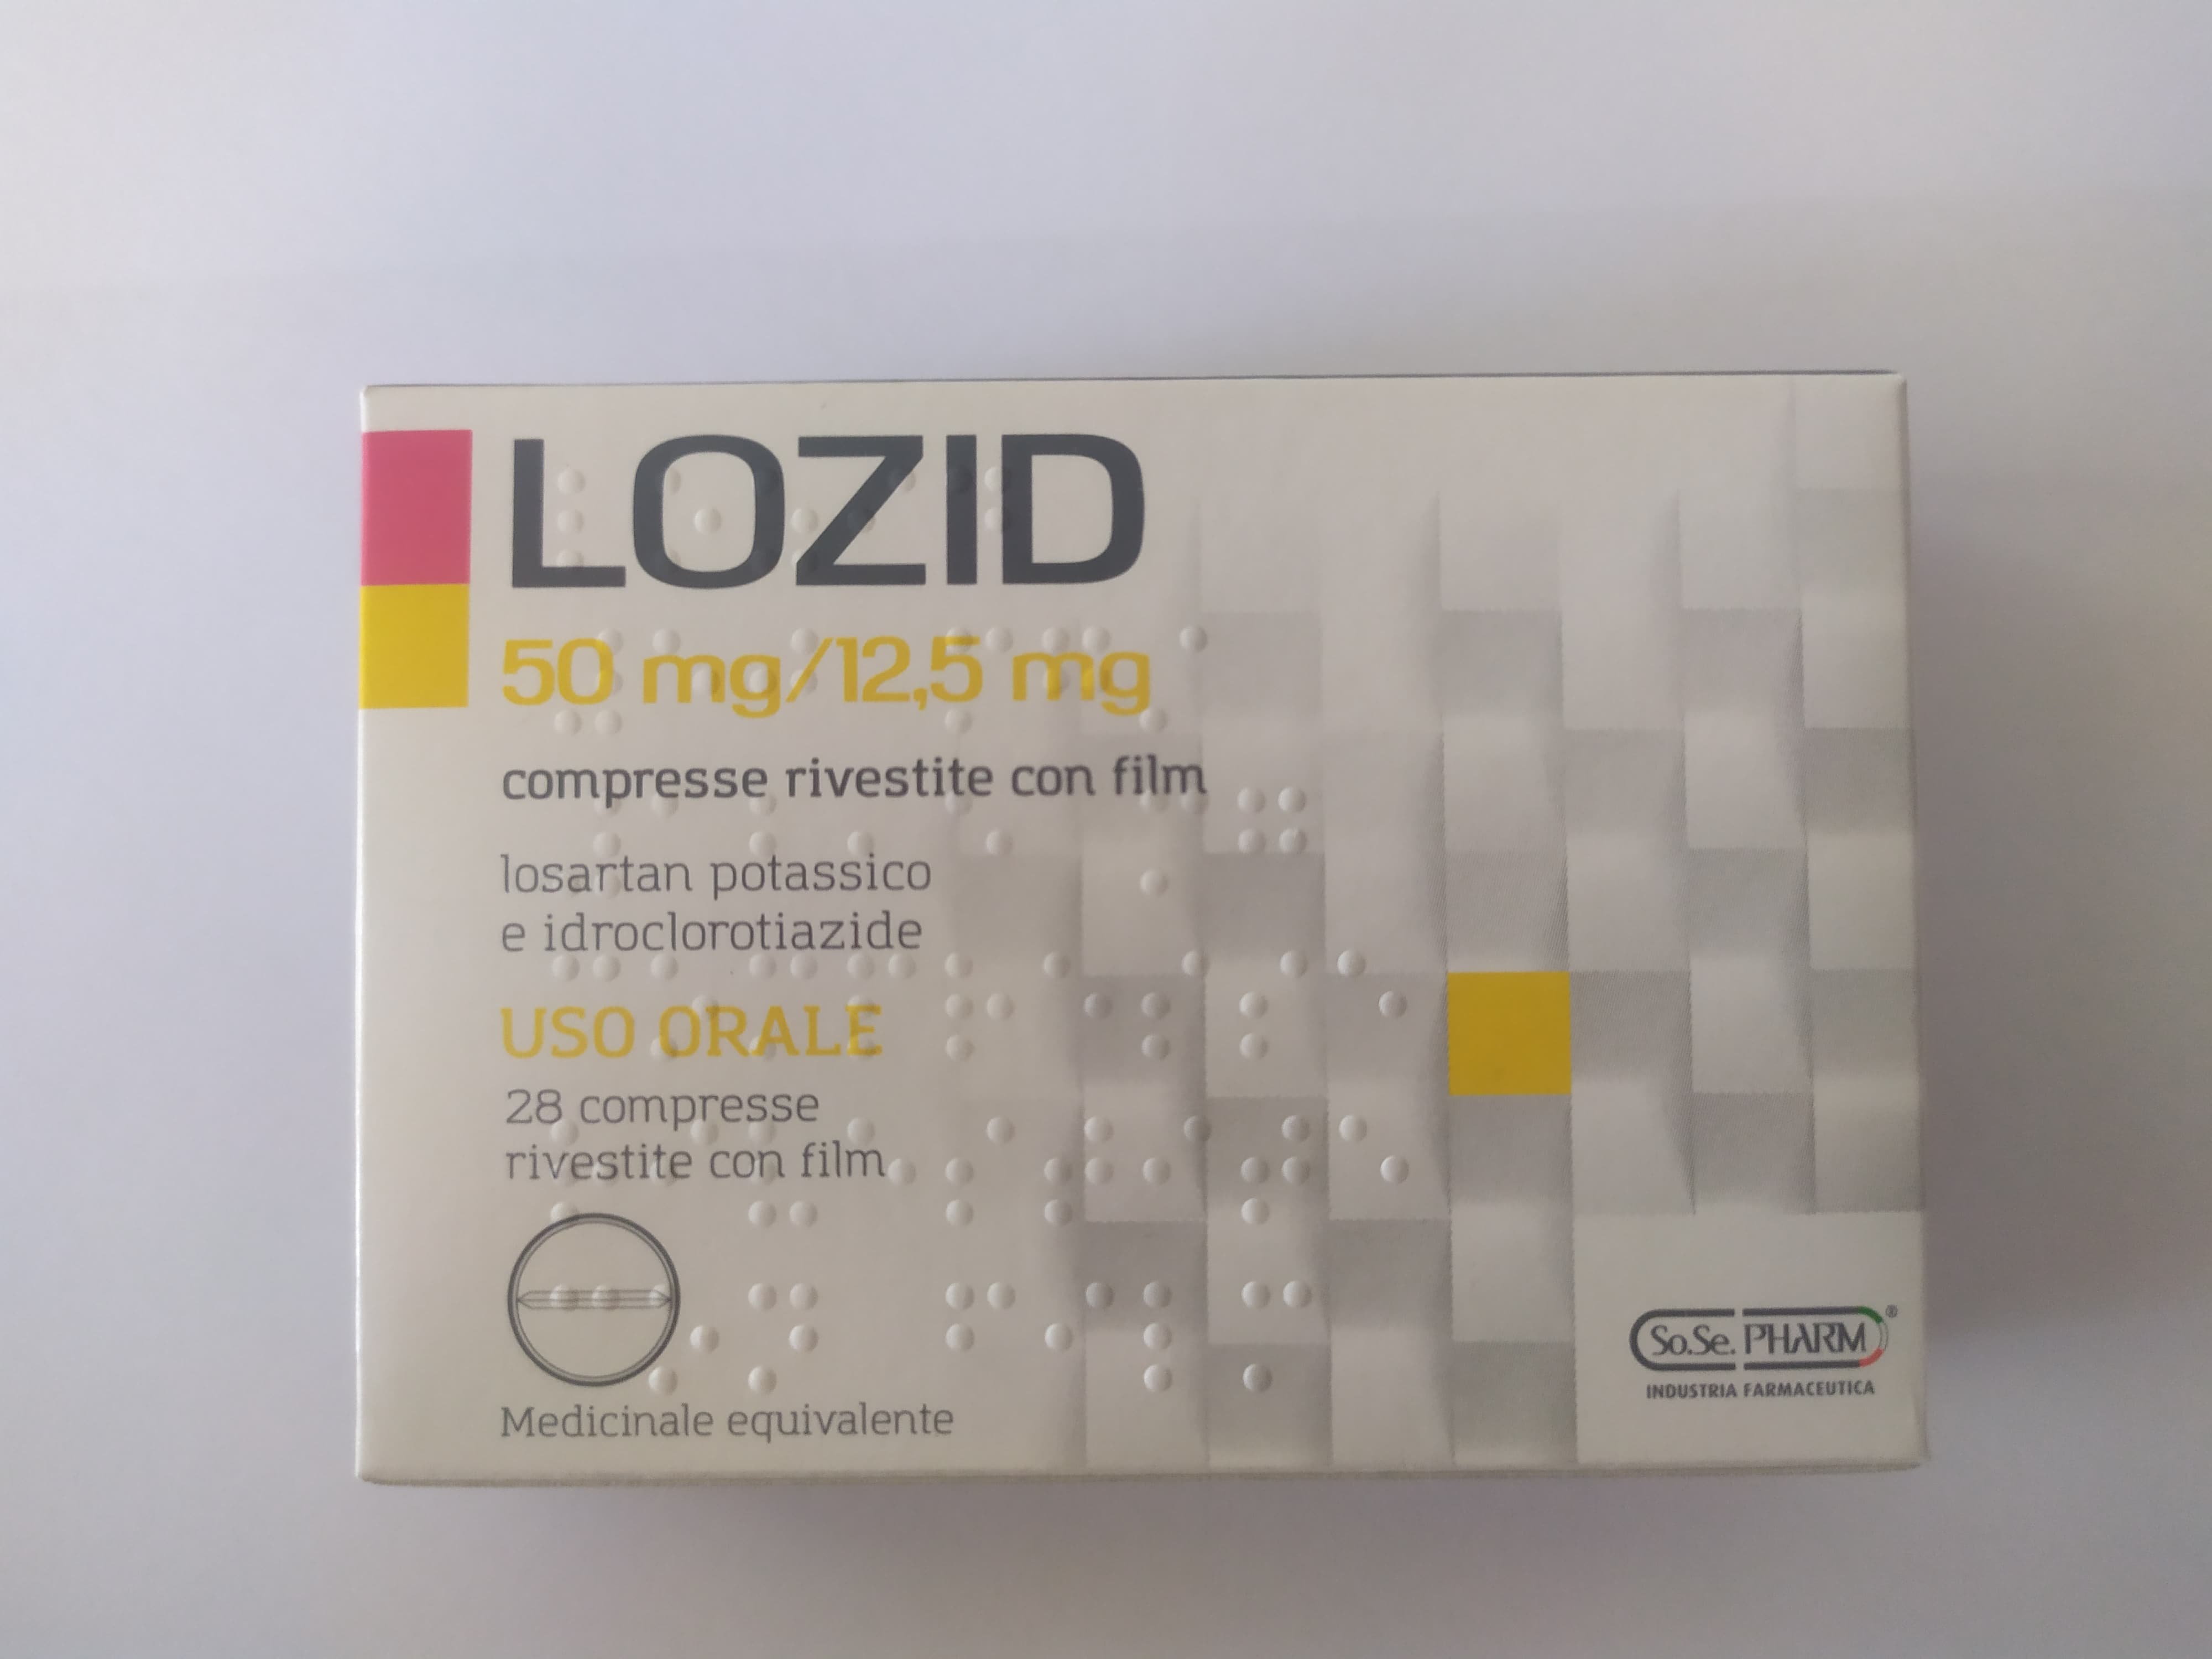 LOZID
50 mg/12,5 mg
compresse rivestite con film
losartan potassico
e idroclorotiazide
USO ORALE
28 compresse
rivestite con film
Medicinale equivalente
So.Se. PHARM®
INDUSTRIA FARMACEUTICA